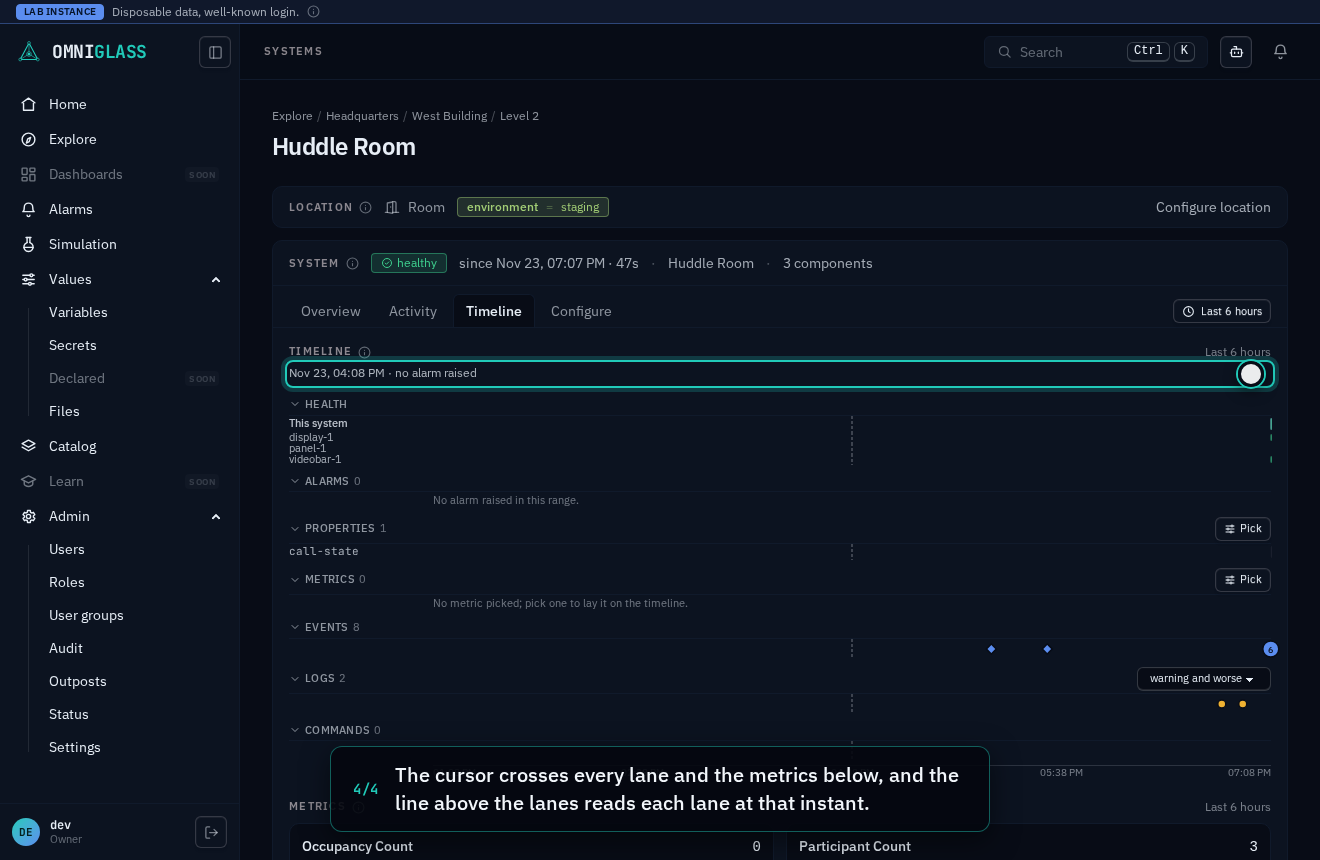 LAB INSTANCE Disposable data, well-known login.
OMNIGLASS
SYSTEMS
Search Ctrl K
Home
Explore
Dashboards SOON
Alarms
Simulation
Values
Variables
Secrets
Declared SOON
Files
Catalog
Learn SOON
Admin
Users
Roles
User groups
Audit
Outposts
Status
Settings
DE dev
Owner
Explore / Headquarters / West Building / Level 2
Huddle Room
LOCATION Room environment = staging Configure location
SYSTEM healthy since Nov 23, 07:07 PM · 47s · Huddle Room · 3 components
Overview Activity Timeline Configure Last 6 hours
TIMELINE Last 6 hours
Nov 23, 04:08 PM · no alarm raised
HEALTH
This system
display-1
panel-1
videobar-1
ALARMS 0
No alarm raised in this range.
PROPERTIES 1 Pick
call-state
METRICS 0 Pick
No metric picked; pick one to lay it on the timeline.
EVENTS 8
6
LOGS 2 warning and worse
COMMANDS 0
05:38 PM 07:08 PM
4/4 The cursor crosses every lane and the metrics below, and the
line above the lanes reads each lane at that instant.
METRICS Last 6 hours
Occupancy Count 0
Participant Count 3